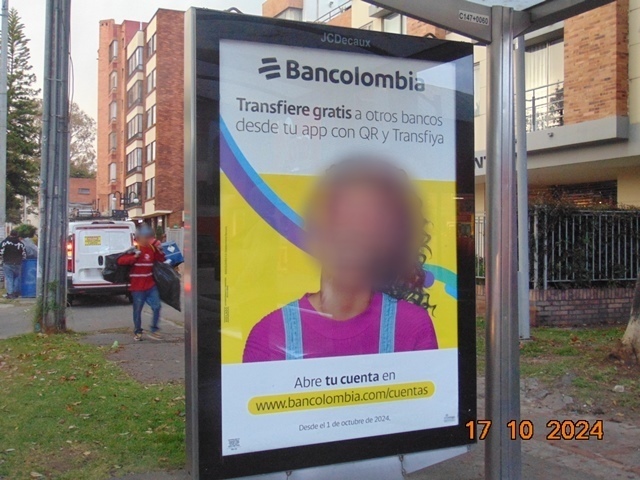 C147+0060
JCDecaux
Bancolombia
Transfiere gratis a otros bancos
desde tu app con QR y Transfiya
Abre tu cuenta en
www.bancolombia.com/cuentas
Desde el 1 de octubre de 2024.
17 10 2024